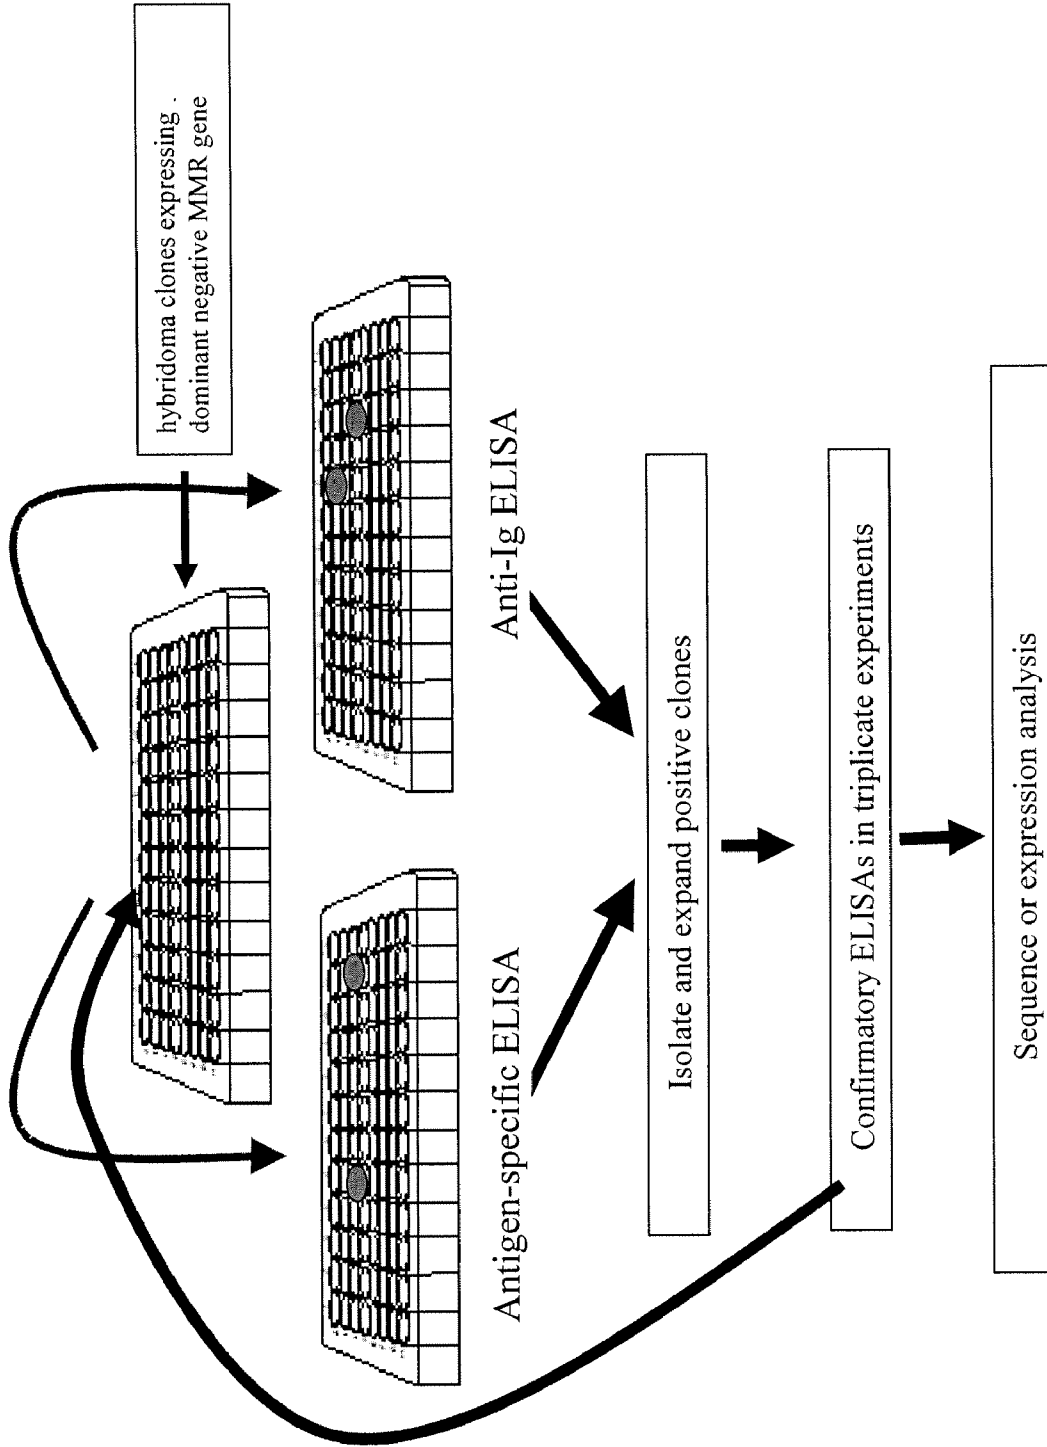 hybridoma clones expressing .
dominant negative MMR gene
Antigen-specific ELISA
Anti-Ig ELISA
Isolate and expand positive clones
Confirmatory ELISAs in triplicate experiments
Sequence or expression analysis